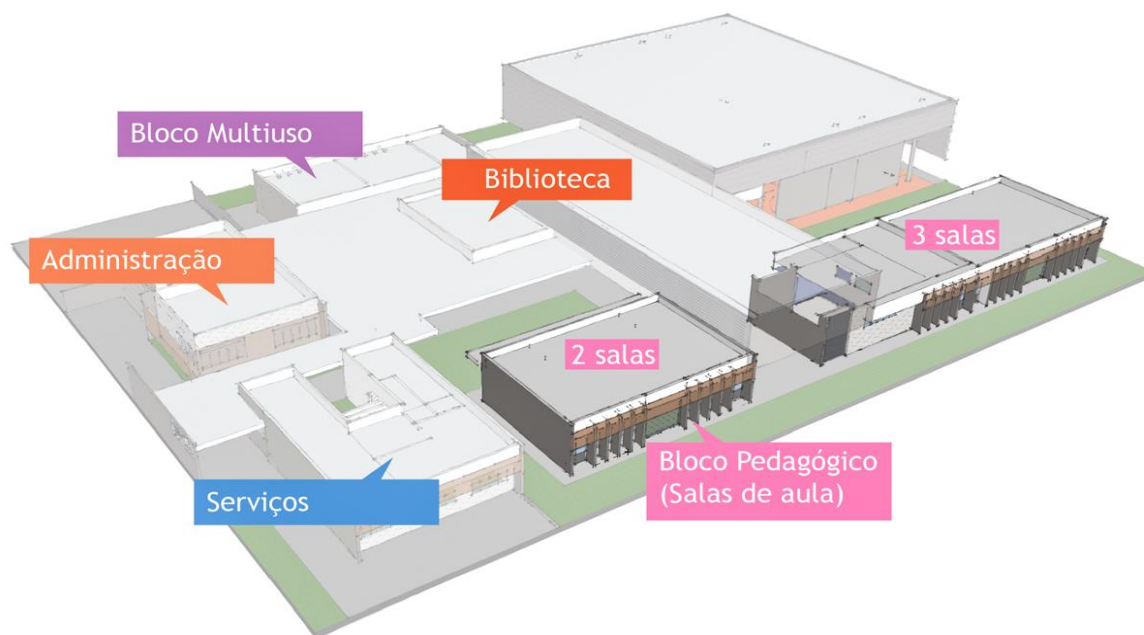 Bloco Multiuso
Biblioteca
3 salas
Administração
2 salas
Bloco Pedagógico
(Salas de aula)
Serviços